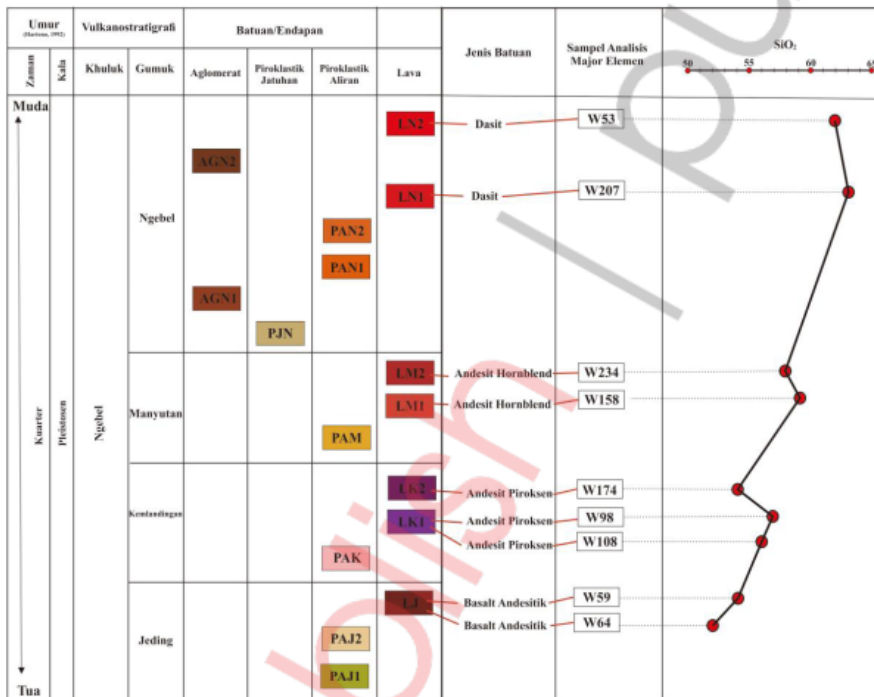 Umur
(Hartono, 1992)
Vulkanostratigrafi
Batuan/Endapan
Jenis Batuan
Sampel Analisis
Major Elemen
SiO₂
Zaman
Kala
Khuluk
Gumuk
Aglomerat
Piroklastik
Jatuhan
Piroklastik
Aliran
Lava
50 55 60 65
Muda
LN2 Dasit W53
AGN2
LN1 Dasit W207
Ngebel
PAN2
PAN1
AGN1
PJN
LM2 Andesit Hornblend W234
LM1 Andesit Hornblend W158
Manyutan
PAM
Kuarter
Pleistosen
Ngebel
LK2 Andesit Piroksen W174
Kemlandingan
LK1 Andesit Piroksen W98
Andesit Piroksen W108
PAK
LJ Basalt Andesitik W59
Basalt Andesitik W64
Jeding
PAJ2
PAJ1
Tua